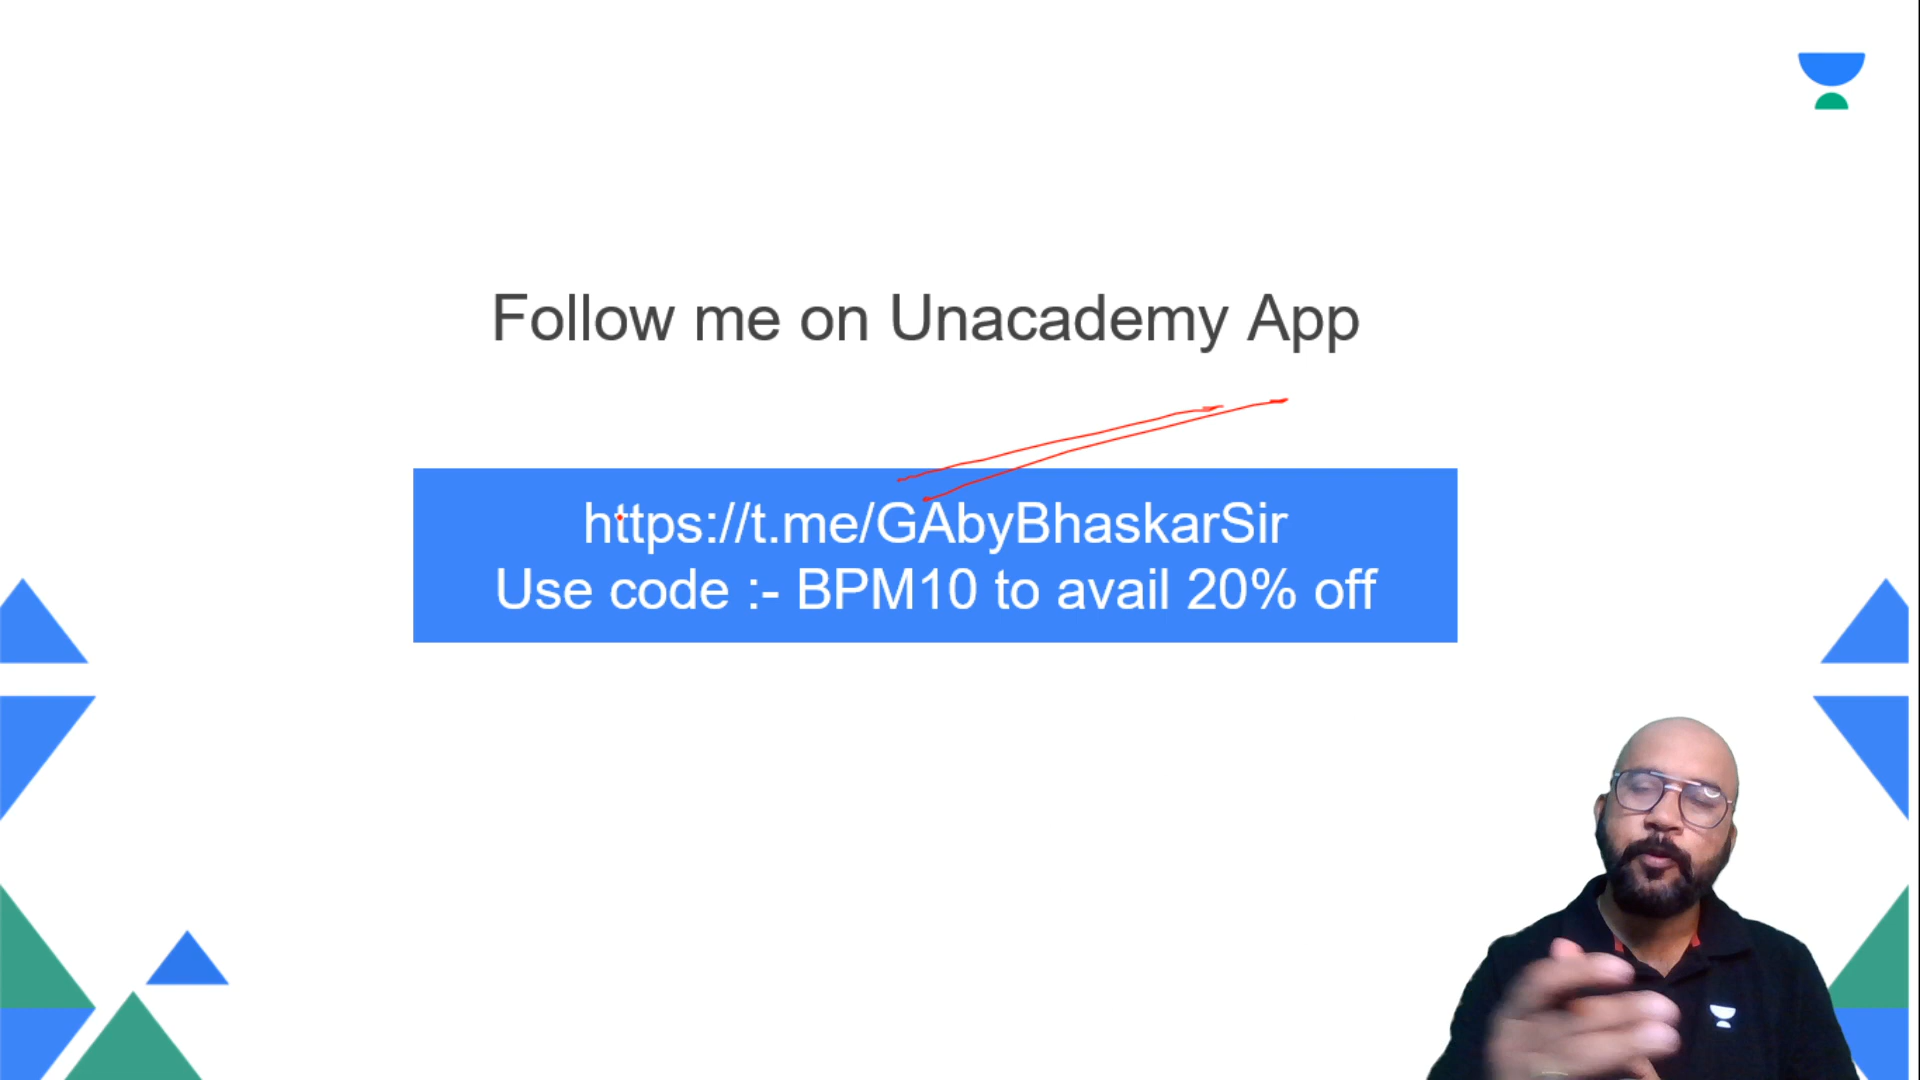 Follow me on Unacademy App
https://t.me/GAbyBhaskarSir
Use code :- BPM10 to avail 20% off